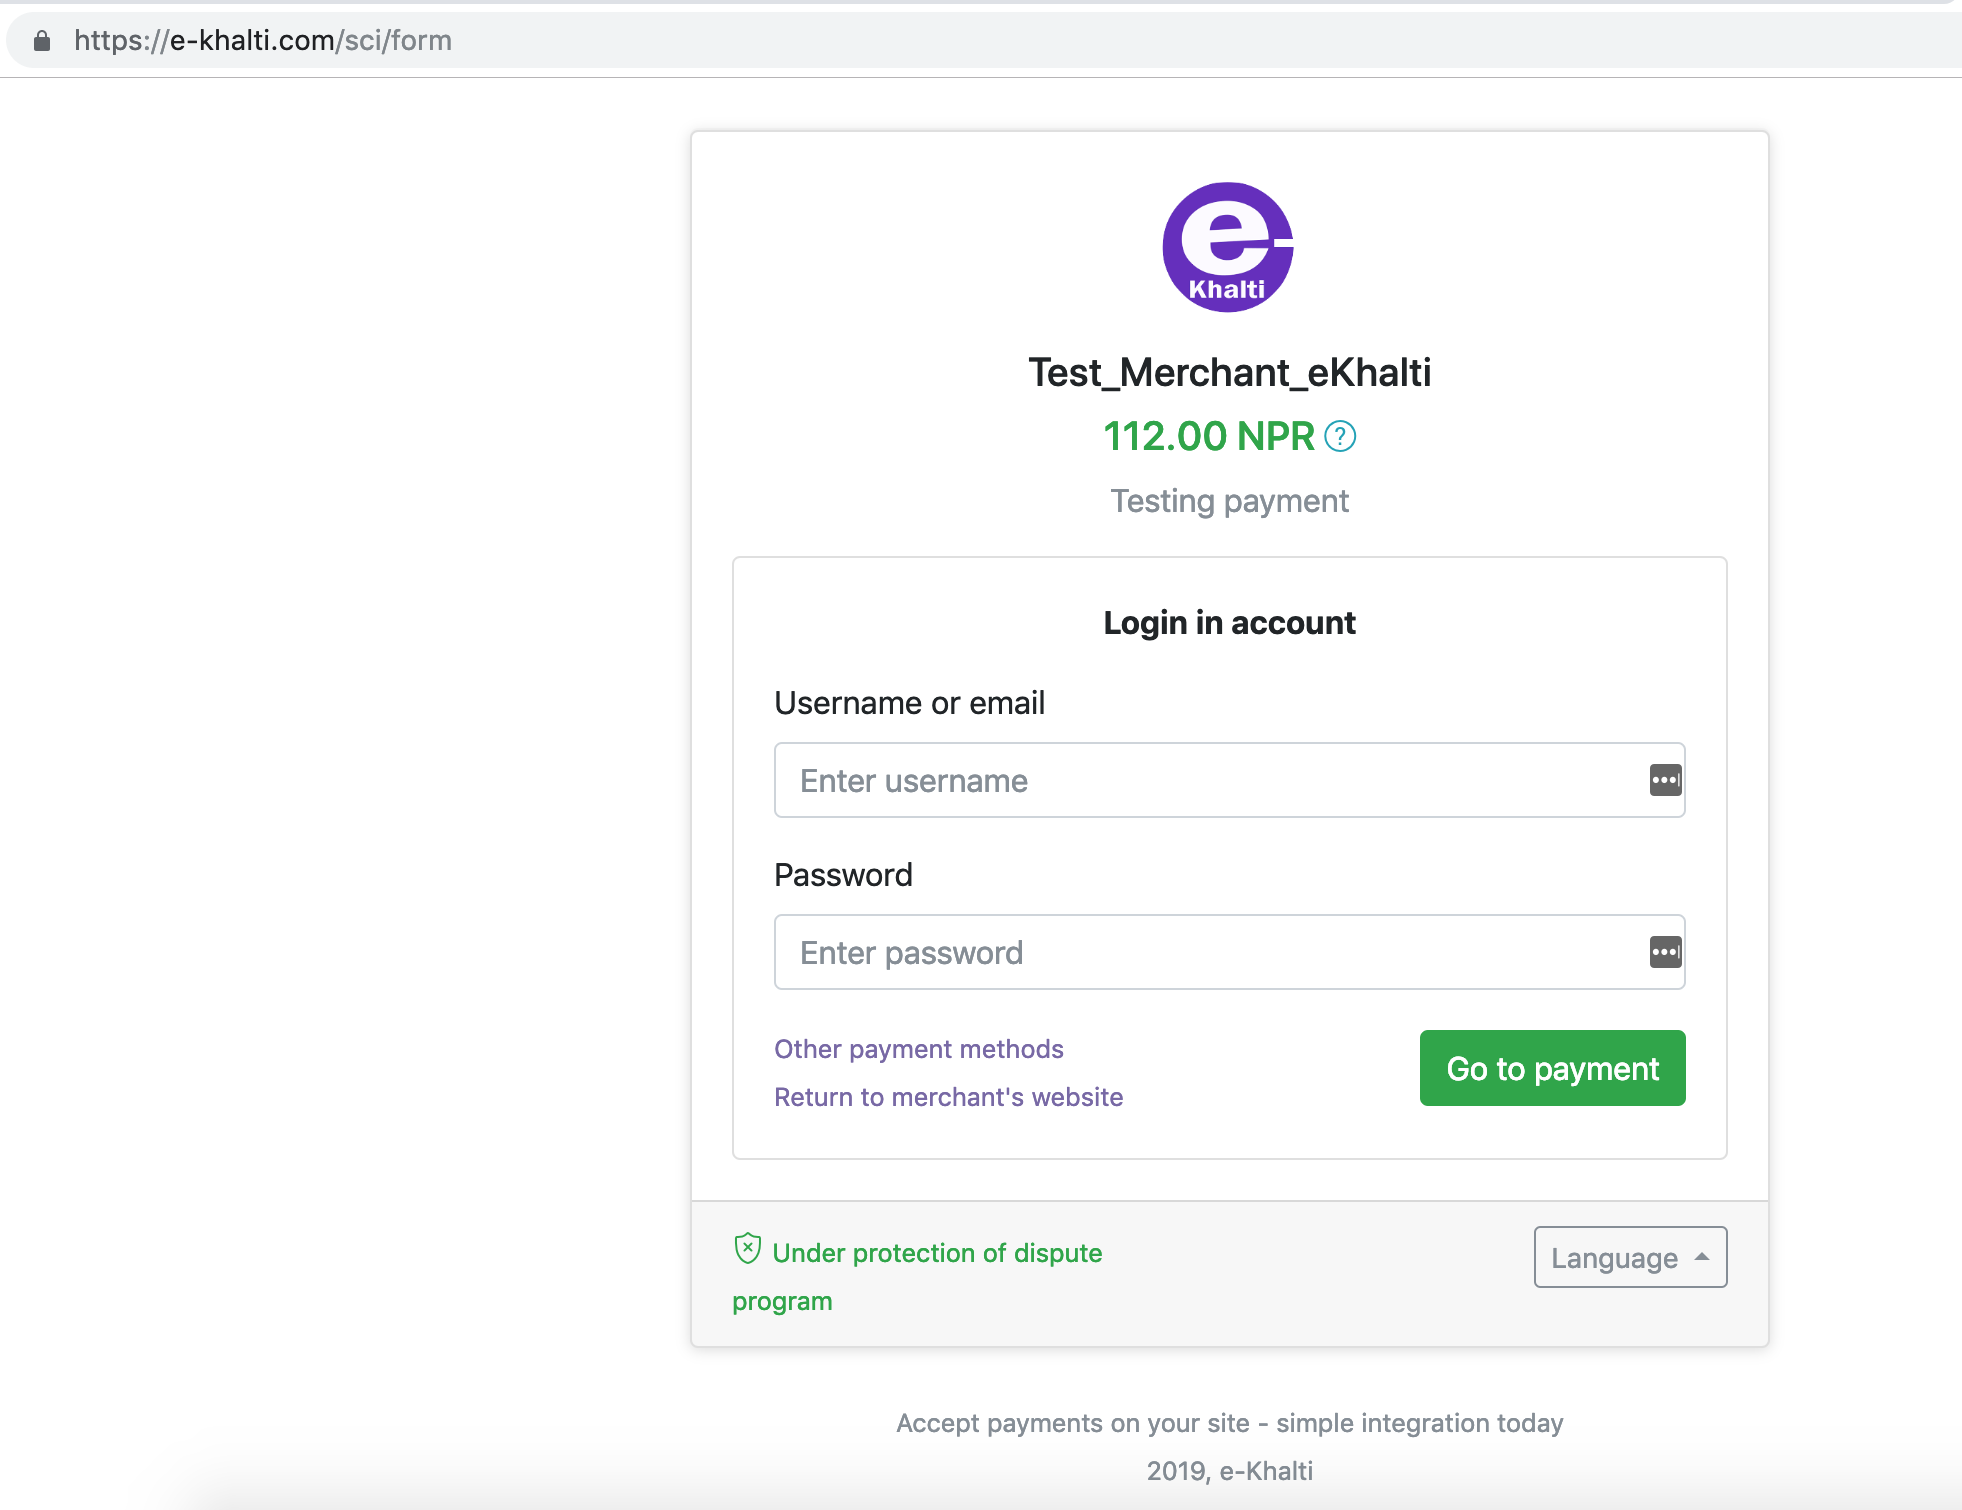 https://e-khalti.com/sci/form
e-
Khalti
Test_Merchant_eKhalti
112.00 NPR ?
Testing payment
Login in account
Username or email
Enter username
Password
Enter password
Other payment methods
Go to payment
Return to merchant's website
Under protection of dispute
program
Language
Accept payments on your site - simple integration today
2019, e-Khalti